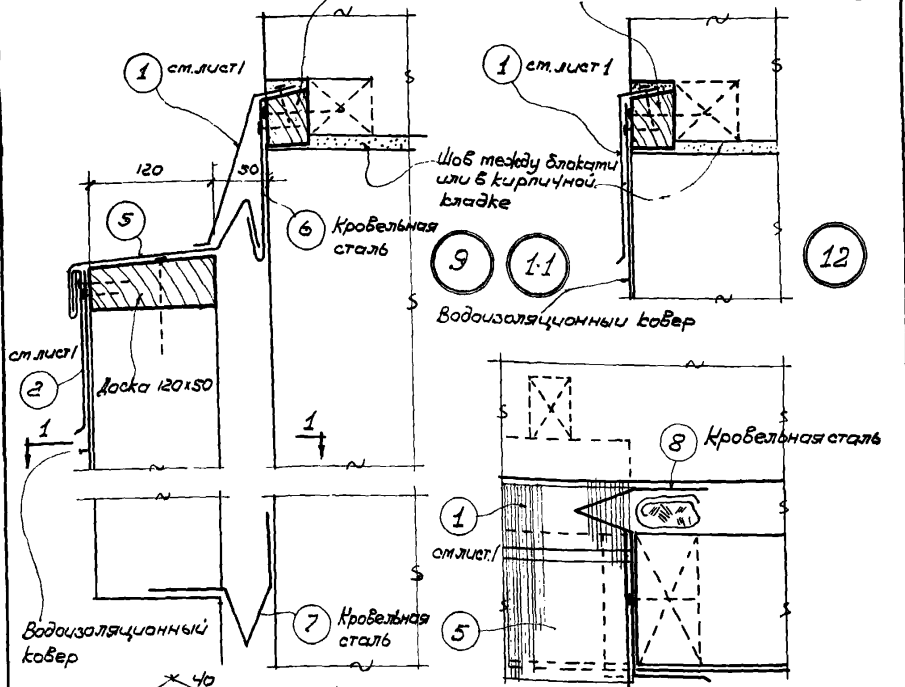 1 см. лист 1
1 см. лист 1
120
30
Шов между блоками
или в кирпичной
кладке
5
6 Кровельная
сталь
9
1-1
12
Водоизоляционный ковер
см. лист 1
2
Доска 120х50
1
1
8 Кровельная сталь
1
см. лист. 1
Водоизоляционный
ковер
7 Кровельная
сталь
5
40